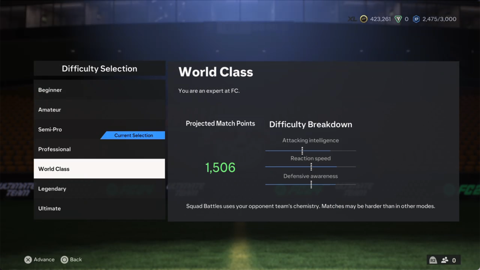 423,261 0 2,475/3,000
Difficulty Selection
Beginner
Amateur
Semi-Pro
Current Selection
Professional
World Class
Legendary
Ultimate
World Class
You are an expert at FC.
Projected Match Points
1,506
Difficulty Breakdown
Attacking intelligence
Reaction speed
Defensive awareness
Squad Battles uses your opponent team's chemistry. Matches may be harder than in other modes.
Advance Back
0